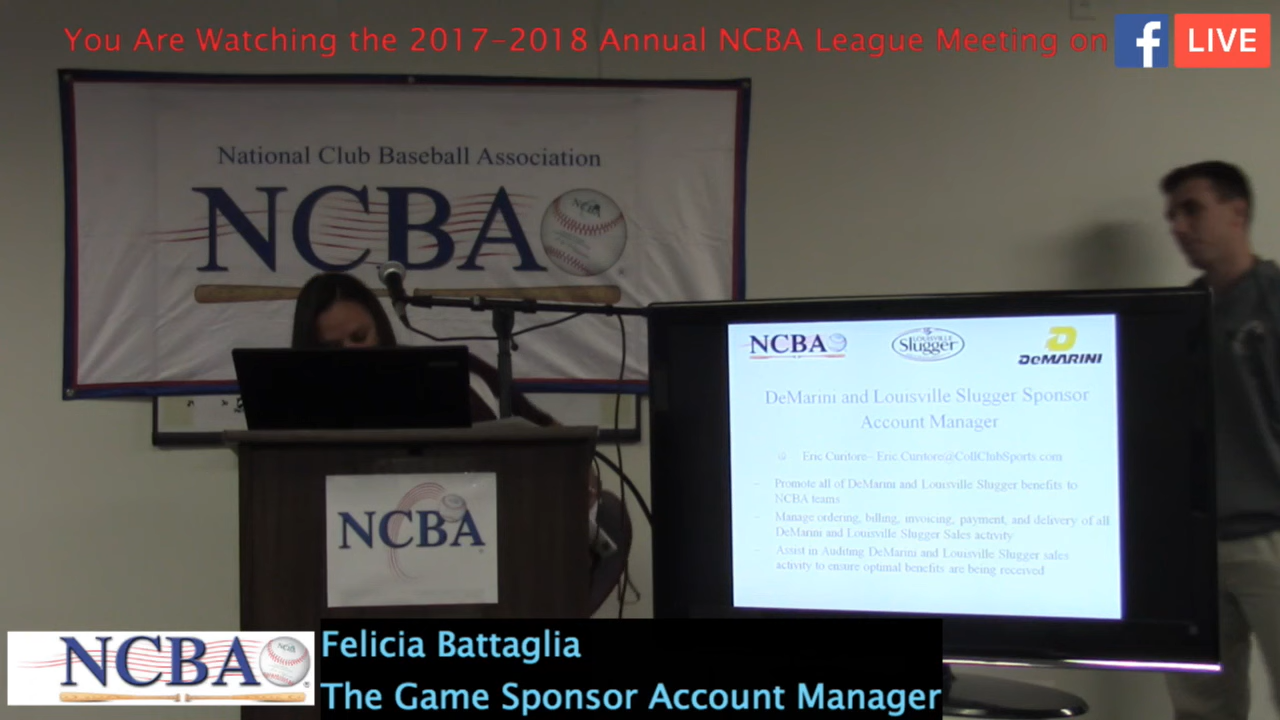 You Are Watching the 2017-2018 Annual NCBA League Meeting on f LIVE
National Club Baseball Association
NCBA
NCBA
LOUISVILLE
Slugger
DeMARINI
DeMarini and Louisville Slugger Sponsor
Account Manager
Eric Cuntore– Eric.Cuntore@CollClubSports.com
– Promote all of DeMarini and Louisville Slugger benefits to
NCBA teams
– Manage ordering, billing, invoicing, payment, and delivery of all
DeMarini and Louisville Slugger Sales activity
– Assist in Auditing DeMarini and Louisville Slugger sales
activity to ensure optimal benefits are being received
NCBA
NCBA
Felicia Battaglia
The Game Sponsor Account Manager